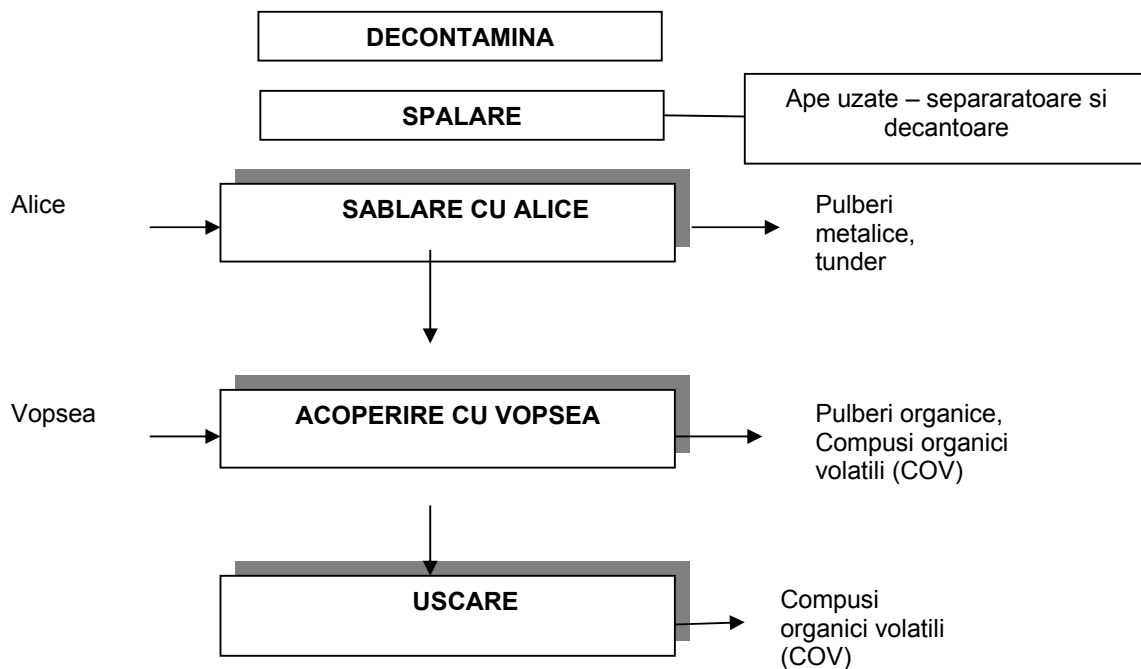 DECONTAMINA
SPALARE
Ape uzate – separaratoare si
decantoare
Alice
SABLARE CU ALICE
Pulberi
metalice,
tunder
Vopsea
ACOPERIRE CU VOPSEA
Pulberi organice,
Compusi organici
volatili (COV)
USCARE
Compusi
organici volatili
(COV)